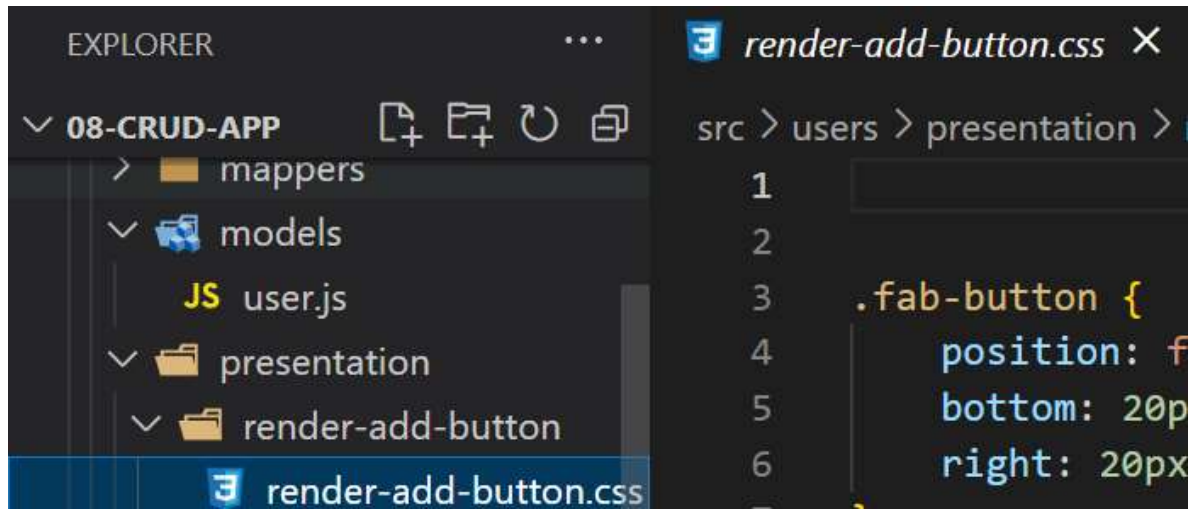 EXPLORER
...
08-CRUD-APP
mappers
models
JS user.js
presentation
render-add-button
render-add-button.css
render-add-button.css ×
src > users > presentation >
1
2
3 .fab-button {
4 position: f
5 bottom: 20p
6 right: 20px